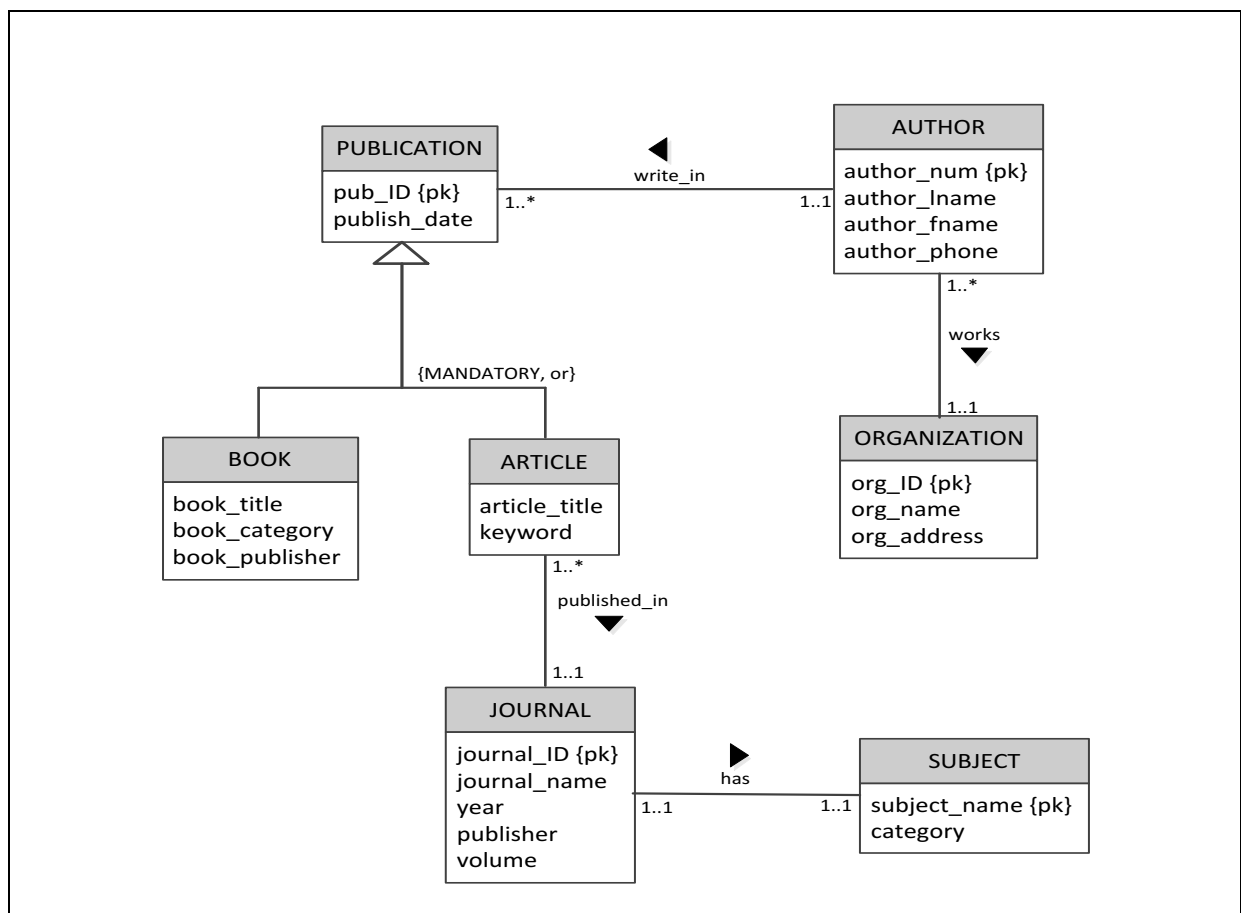 PUBLICATION
pub_ID {pk}
publish_date
write_in
1..*
1..1
AUTHOR
author_num {pk}
author_lname
author_fname
author_phone
1..*
works
1..1
{MANDATORY, or}
BOOK
book_title
book_category
book_publisher
ARTICLE
article_title
keyword
ORGANIZATION
org_ID {pk}
org_name
org_address
1..*
published_in
1..1
JOURNAL
journal_ID {pk}
journal_name
year
publisher
volume
has
1..1
1..1
SUBJECT
subject_name {pk}
category